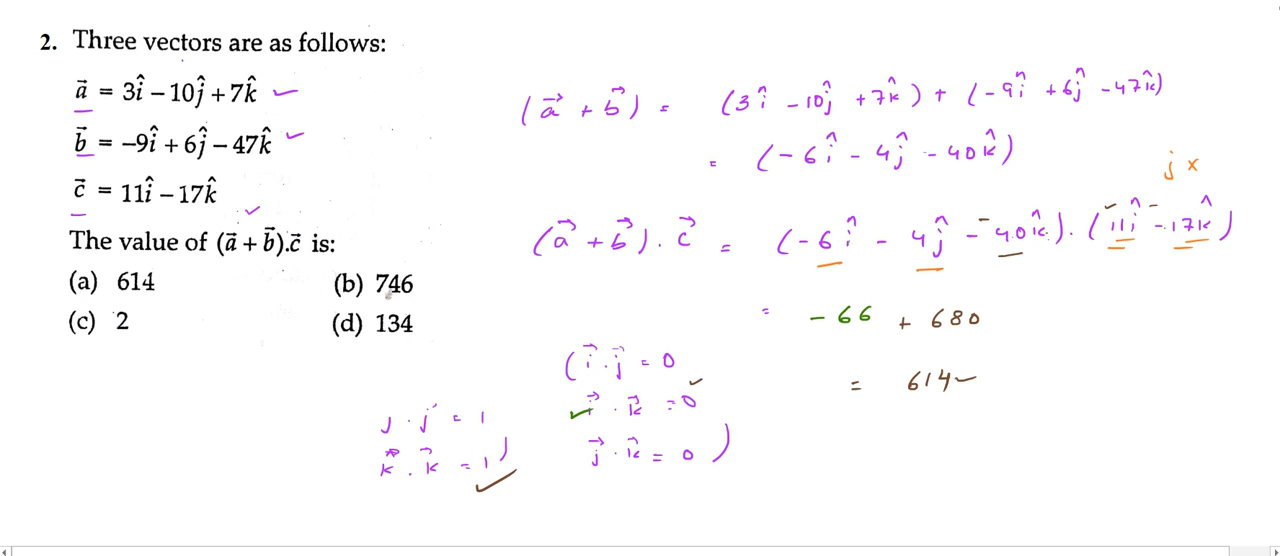 2. Three vectors are as follows:
a⃗ = 3î − 10ĵ + 7k̂
b⃗ = −9î + 6ĵ − 47k̂
c⃗ = 11î − 17k̂
The value of (a⃗ + b⃗).c⃗ is:
(a) 614 (b) 746
(c) 2 (d) 134
(a⃗ + b⃗) = (3î − 10ĵ + 7k̂) + (−9î + 6ĵ − 47k̂)
= (−6î − 4ĵ − 40k̂)
j ×
(a⃗ + b⃗) . c⃗ = (−6î − 4ĵ − 40k̂) . (11î − 17k̂)
= −66 + 680
= 614
(i⃗ . j⃗ = 0
i⃗ . k⃗ = 0
j⃗ . k⃗ = 0)
j . j = 1
k⃗ . k⃗ = 1)